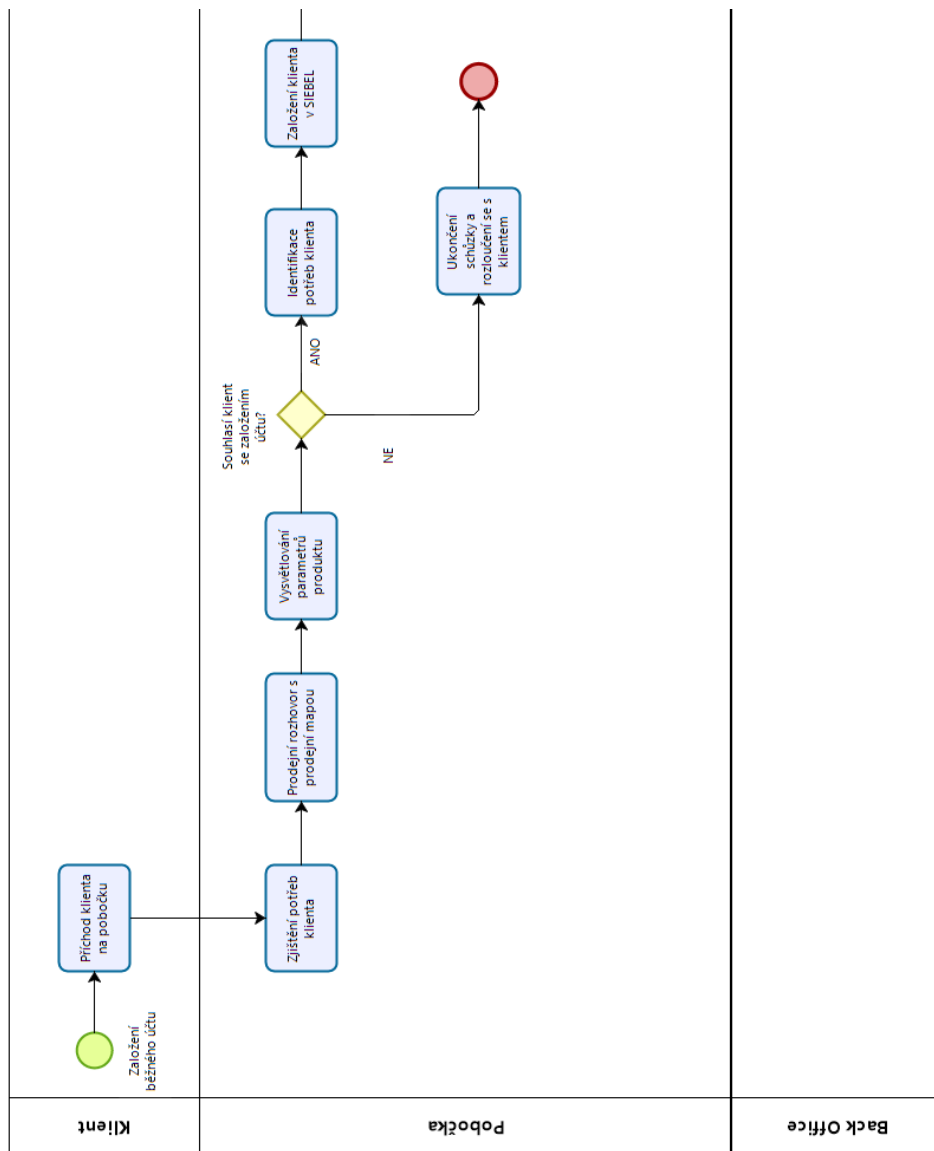 Klient
Založení
běžného účtu
Příchod klienta
na pobočku
Pobočka
Zjištění potřeb
klienta
Prodejní rozhovor s
prodejní mapou
Vysvětlování
parametrů
produktu
Souhlasí klient
se založením
účtu?
ANO
Identifikace
potřeb klienta
Založení klienta
v SIEBEL
NE
Ukončení
schůzky a
rozloučení se s
klientem
Back Office